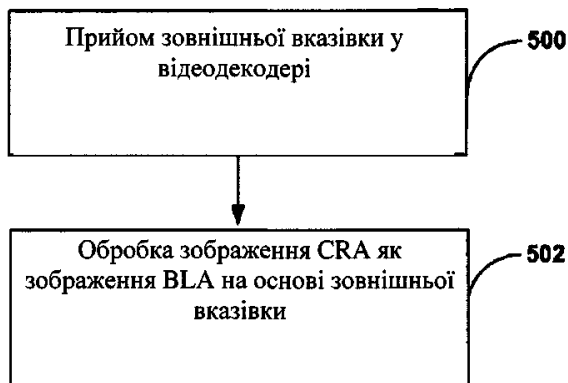 Прийом зовнішньої вказівки у
відеодекодері
500
Обробка зображення CRA як
зображення BLA на основі зовнішньої
вказівки
502